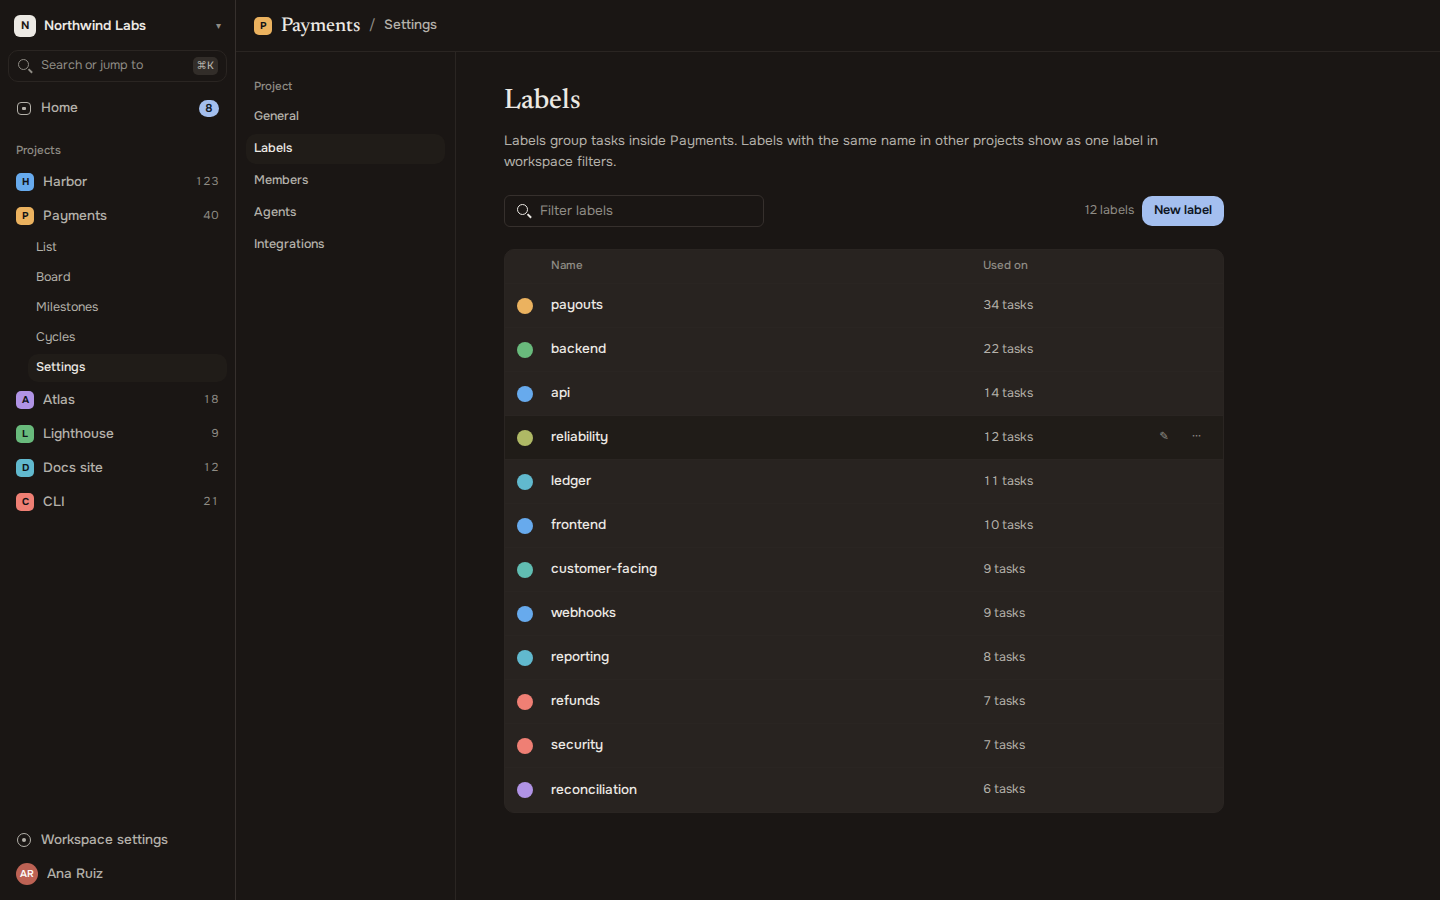 N Northwind Labs ▾
Search or jump to ⌘K
Home 8
Projects
H Harbor 123
P Payments 40
List
Board
Milestones
Cycles
Settings
A Atlas 18
L Lighthouse 9
D Docs site 12
C CLI 21
Workspace settings
AR Ana Ruiz
P Payments / Settings
Project
General
Labels
Members
Agents
Integrations
Labels
Labels group tasks inside Payments. Labels with the same name in other projects show as one label in
workspace filters.
Filter labels
12 labels
New label
Name Used on
payouts 34 tasks
backend 22 tasks
api 14 tasks
reliability 12 tasks ✎ ···
ledger 11 tasks
frontend 10 tasks
customer-facing 9 tasks
webhooks 9 tasks
reporting 8 tasks
refunds 7 tasks
security 7 tasks
reconciliation 6 tasks